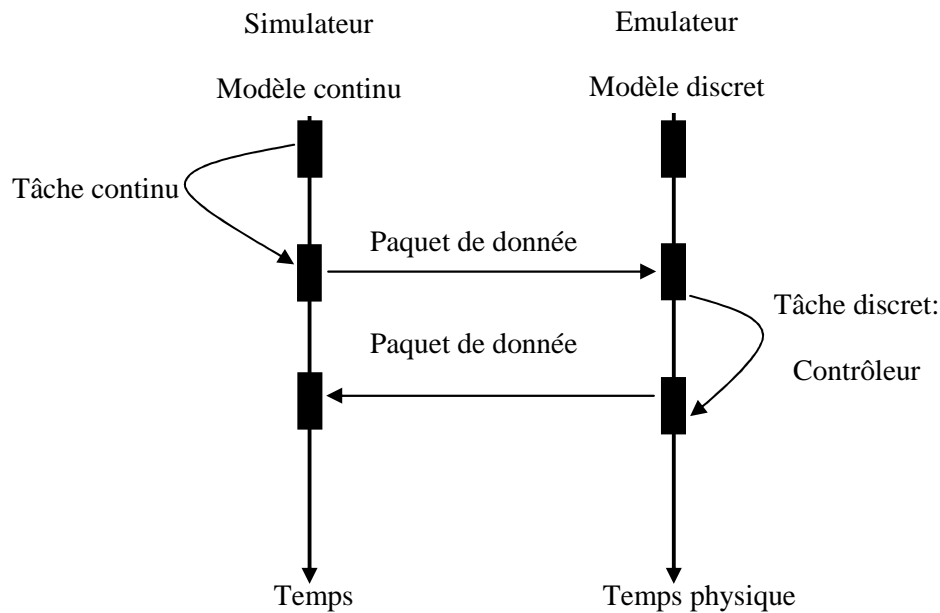 Simulateur
Emulateur
Modèle continu
Modèle discret
Tâche continu
Paquet de donnée
Tâche discret:
Paquet de donnée
Contrôleur
Temps
Temps physique